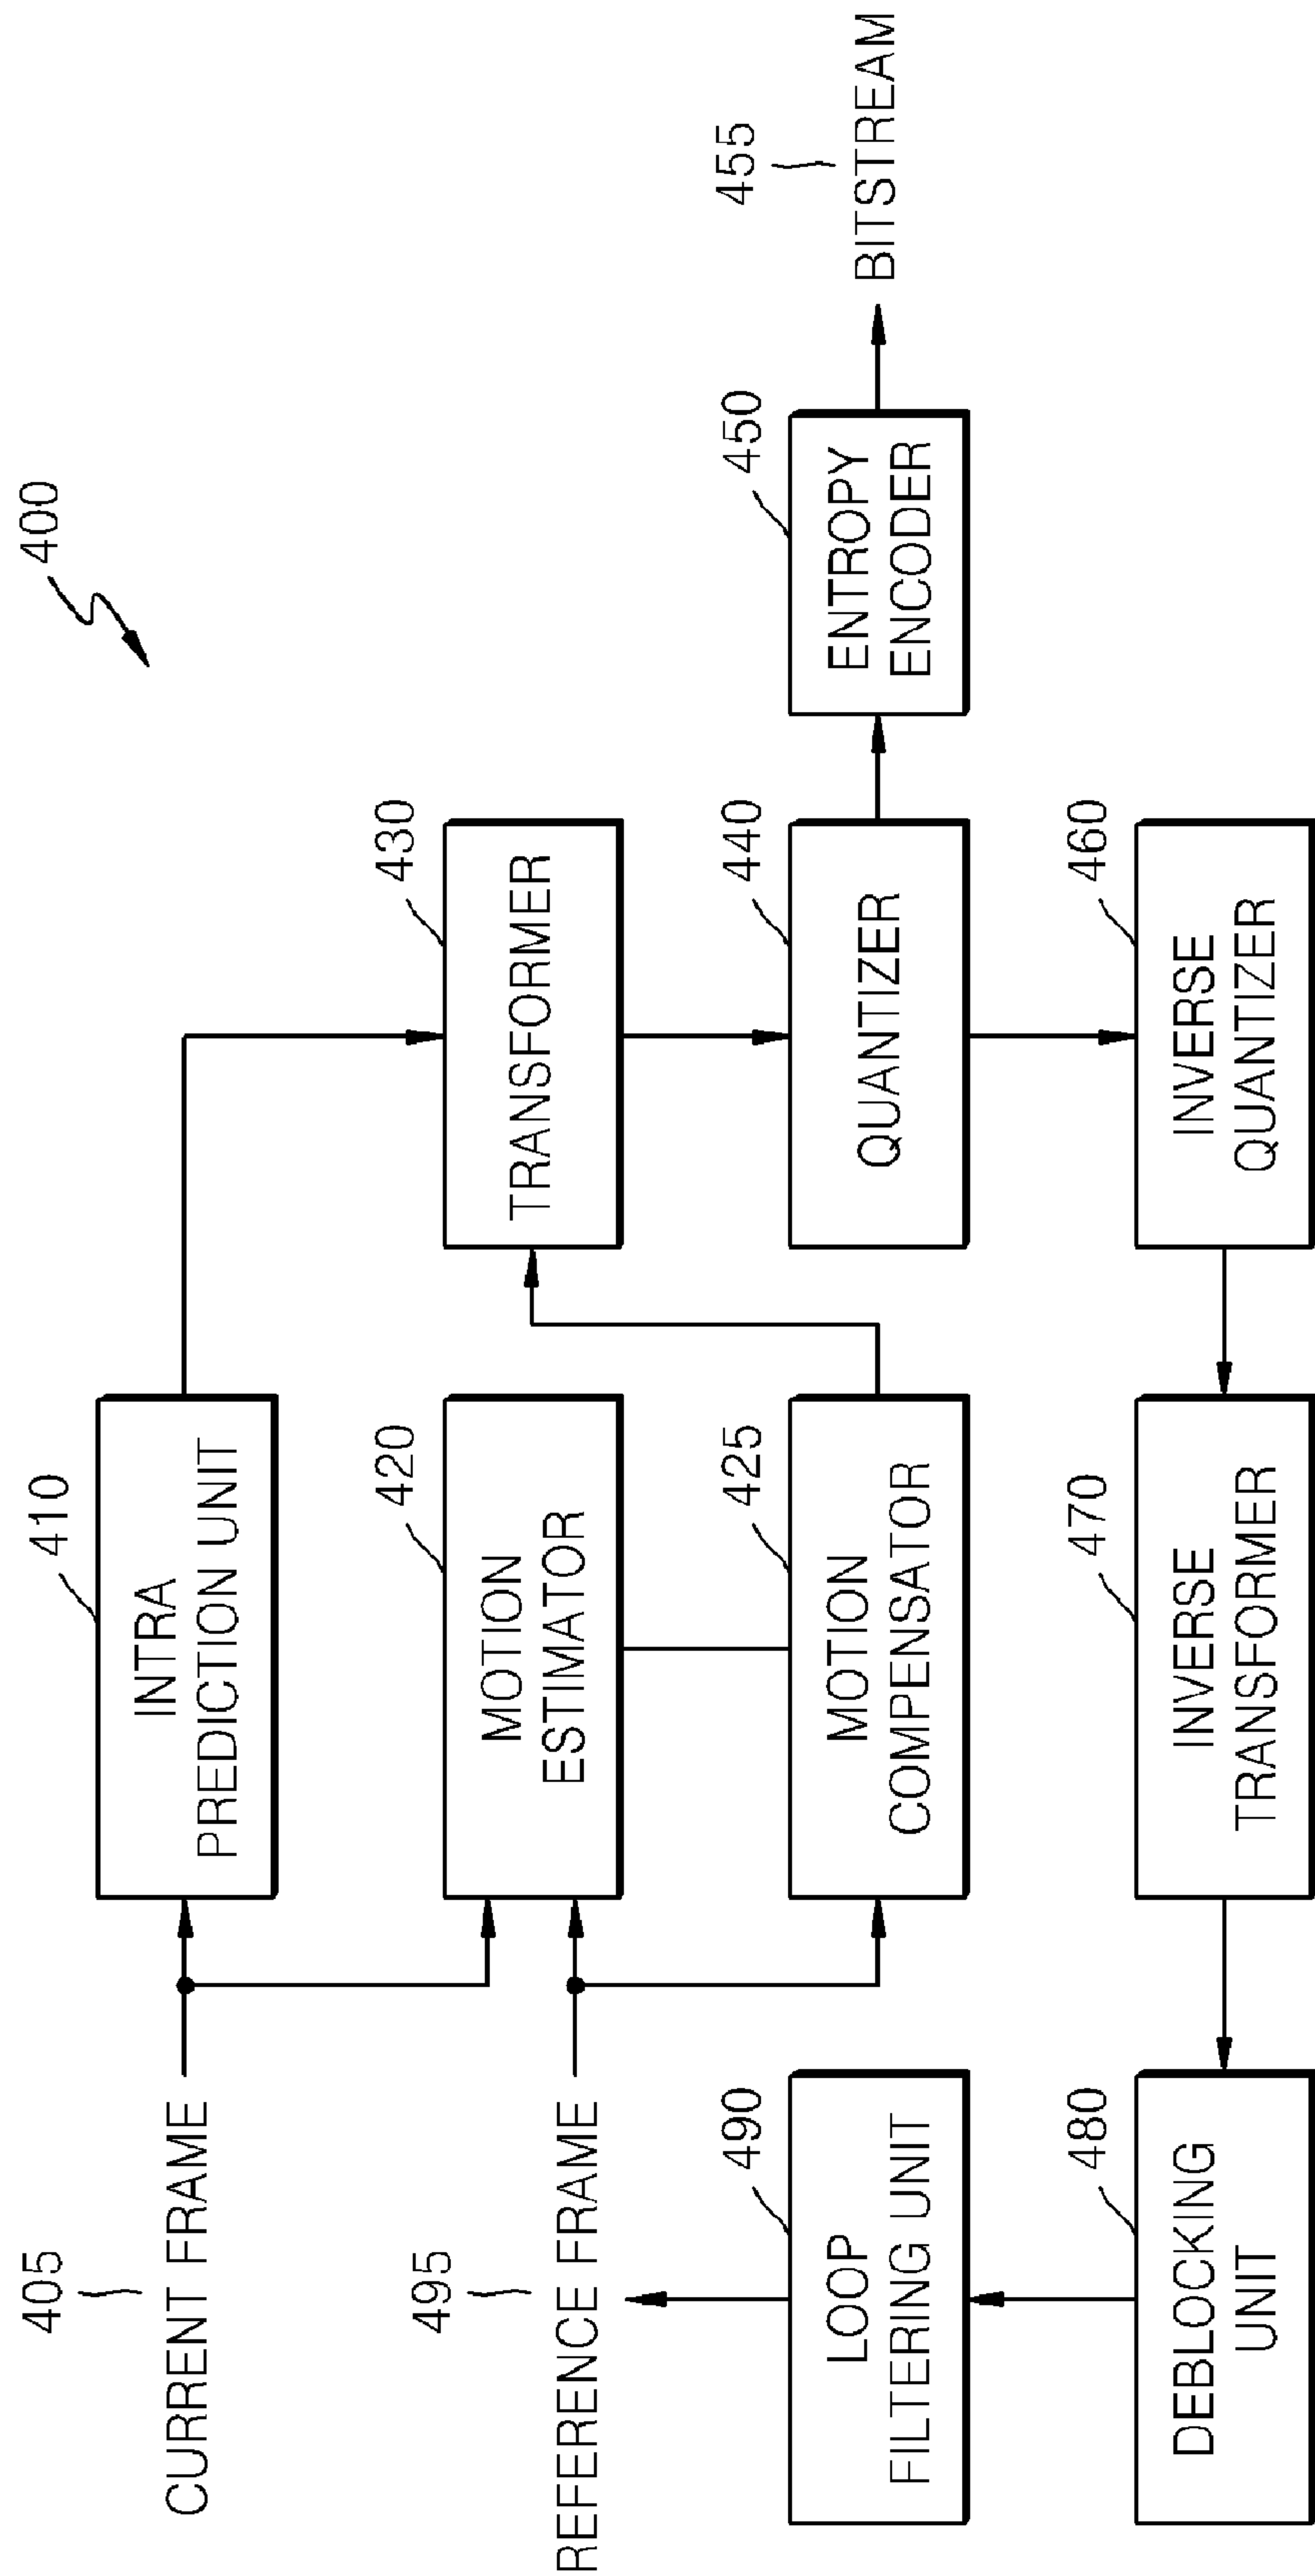 400
405
CURRENT FRAME
410
INTRA
PREDICTION UNIT
495
REFERENCE FRAME
420
MOTION
ESTIMATOR
430
TRANSFORMER
490
LOOP
FILTERING UNIT
425
MOTION
COMPENSATOR
440
QUANTIZER
450
ENTROPY
ENCODER
455
BITSTREAM
480
DEBLOCKING
UNIT
470
INVERSE
TRANSFORMER
460
INVERSE
QUANTIZER